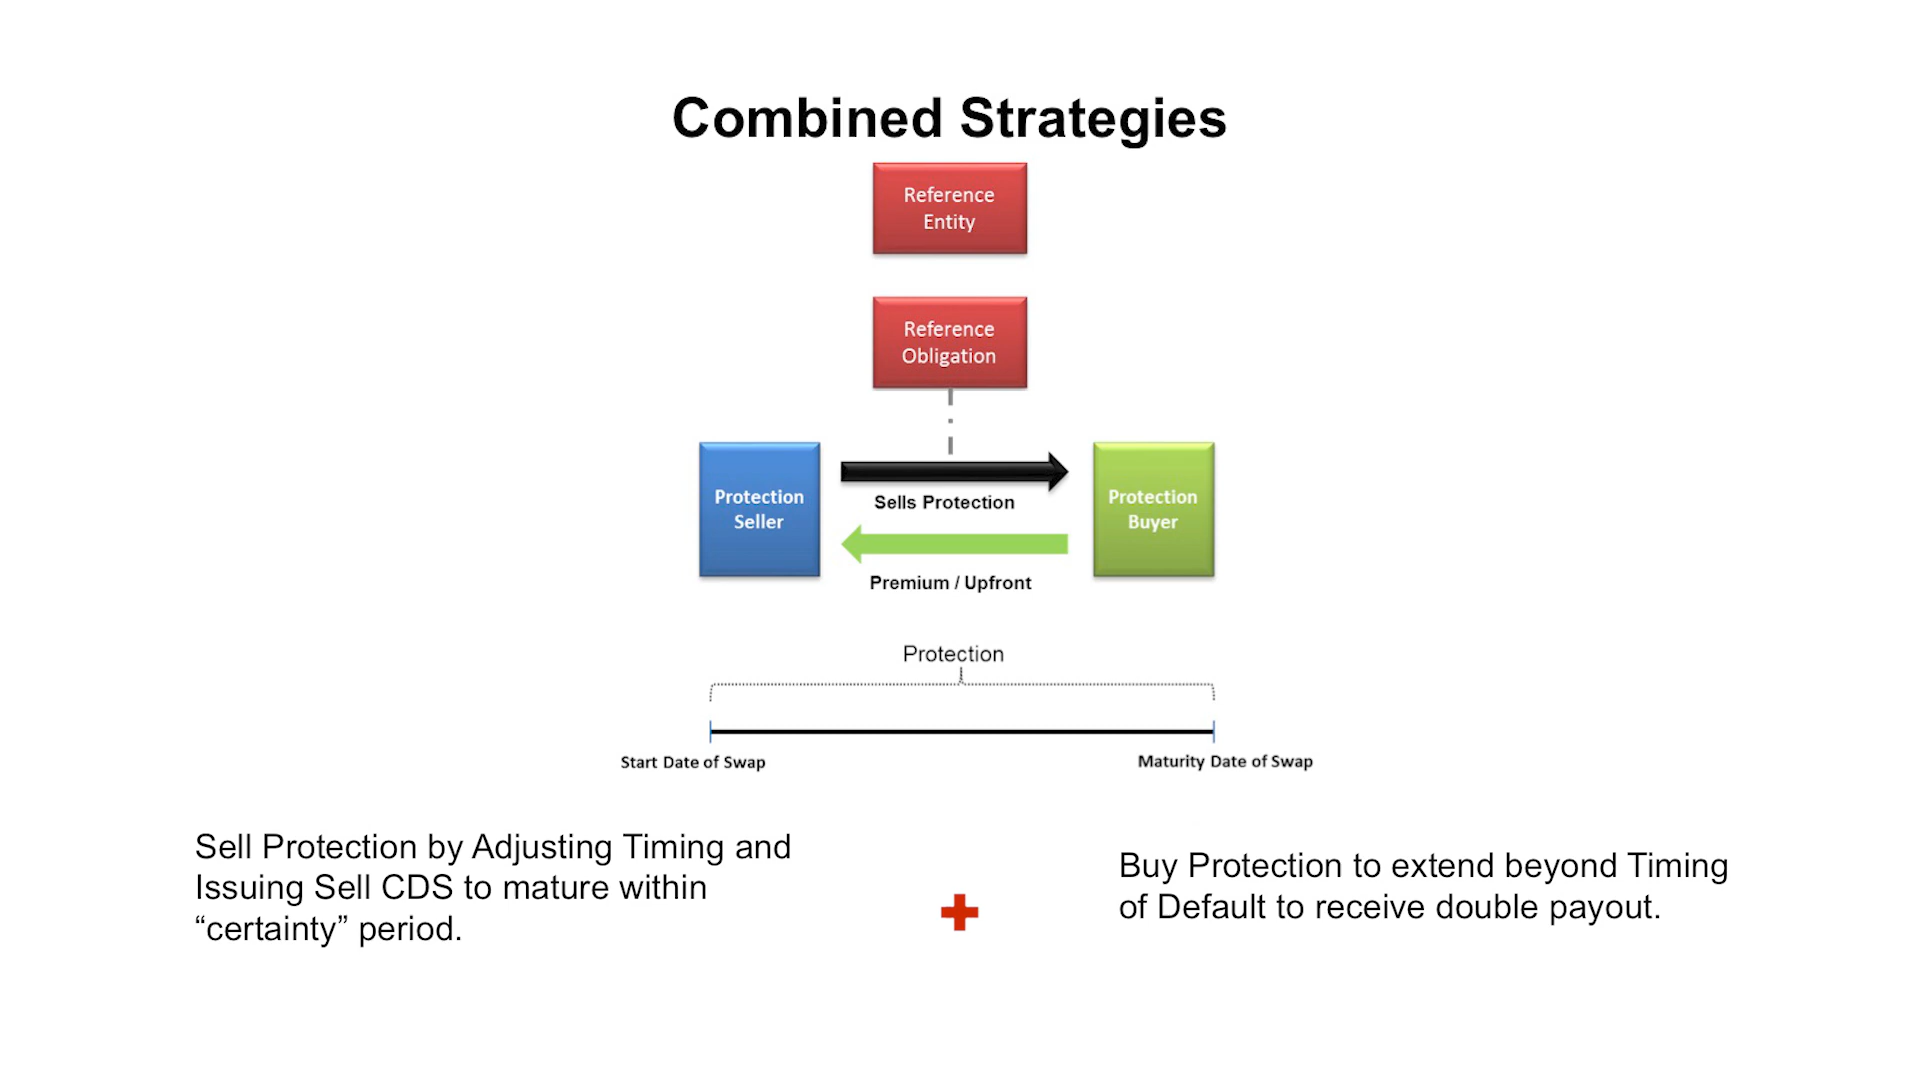 Combined Strategies
Reference
Entity
Reference
Obligation
Protection
Seller
Sells Protection
Premium / Upfront
Protection
Buyer
Protection
Start Date of Swap
Maturity Date of Swap
Sell Protection by Adjusting Timing and
Issuing Sell CDS to mature within
“certainty” period.
Buy Protection to extend beyond Timing
of Default to receive double payout.